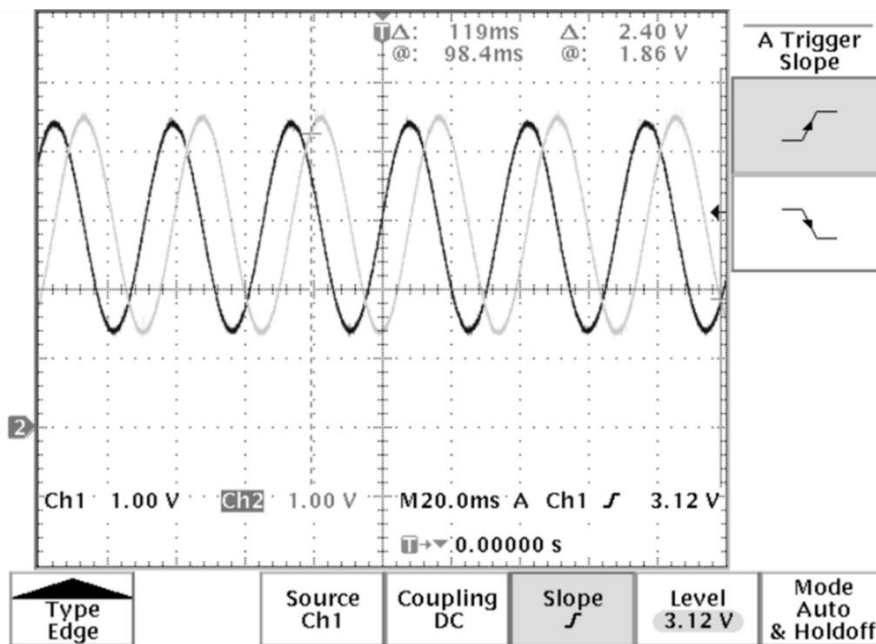 T Δ: 119ms Δ: 2.40 V
@: 98.4ms @: 1.86 V
A Trigger
Slope
2
Ch1 1.00 V Ch2 1.00 V M20.0ms A Ch1 3.12 V
T 0.00000 s
Type
Edge
Source
Ch1
Coupling
DC
Slope
Level
3.12 V
Mode
Auto
& Holdoff